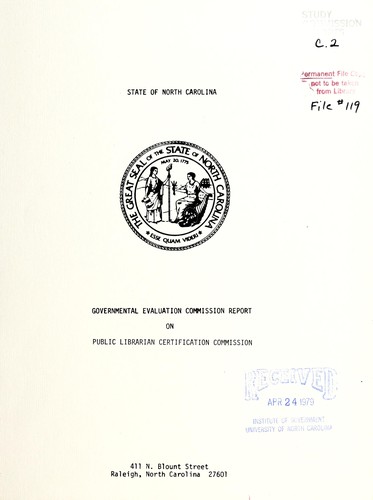 STUDY
COMMISSION
C.2
Permanent File Copy
not to be taken
from Library
File #119
STATE OF NORTH CAROLINA
THE GREAT SEAL OF THE STATE OF NORTH CAROLINA
MAY 20, 1775
ESSE QUAM VIDERI
GOVERNMENTAL EVALUATION COMMISSION REPORT
ON
PUBLIC LIBRARIAN CERTIFICATION COMMISSION
RECEIVED
APR 24 1979
INSTITUTE OF GOVERNMENT
UNIVERSITY OF NORTH CAROLINA
411 N. Blount Street
Raleigh, North Carolina 27601